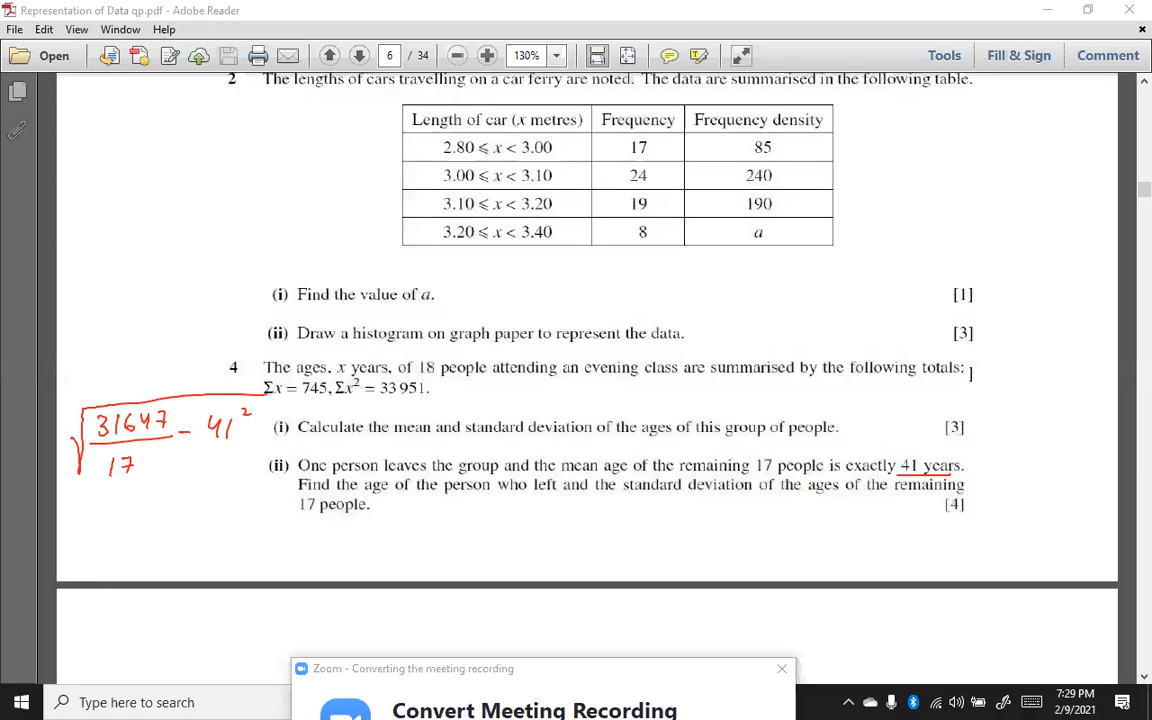 Representation of Data qp.pdf - Adobe Reader
File Edit View Window Help
Open 6 / 34 130% Tools Fill & Sign Comment
2 The lengths of cars travelling on a car ferry are noted. The data are summarised in the following table.
Length of car (x metres) Frequency Frequency density
2.80 ⩽ x < 3.00 17 85
3.00 ⩽ x < 3.10 24 240
3.10 ⩽ x < 3.20 19 190
3.20 ⩽ x < 3.40 8 a
(i) Find the value of a. [1]
(ii) Draw a histogram on graph paper to represent the data. [3]
4 The ages, x years, of 18 people attending an evening class are summarised by the following totals: ]
Σx = 745, Σx² = 33 951.
√31647/17 - 41²
(i) Calculate the mean and standard deviation of the ages of this group of people. [3]
(ii) One person leaves the group and the mean age of the remaining 17 people is exactly 41 years.
Find the age of the person who left and the standard deviation of the ages of the remaining
17 people. [4]
Zoom - Converting the meeting recording
Convert Meeting Recording
Type here to search
7:29 PM
2/9/2021